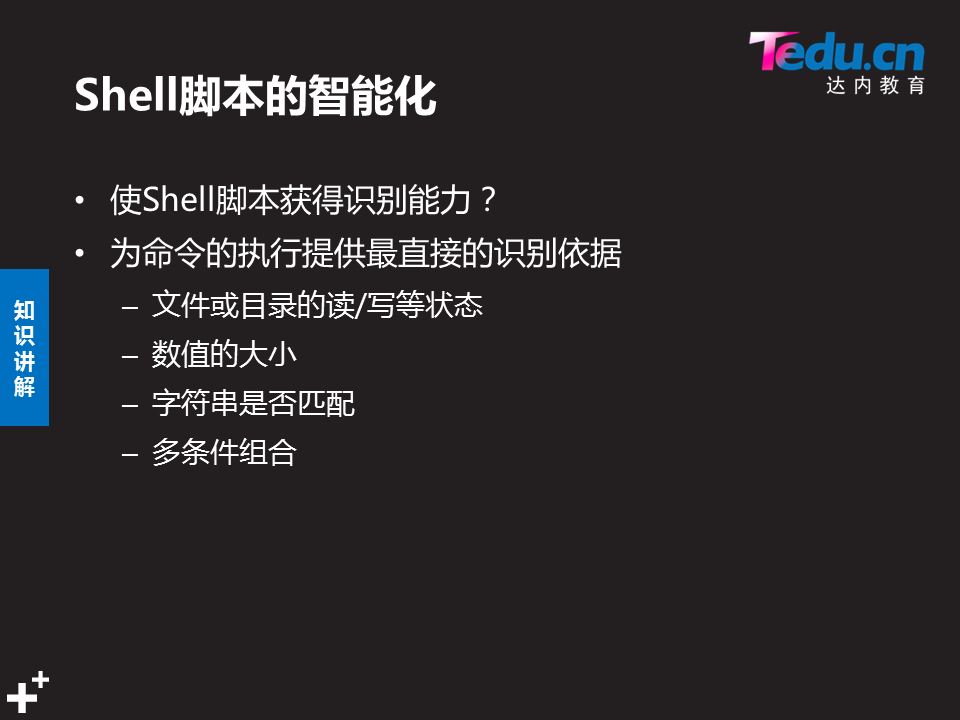 Tedu.cn
达内教育
Shell脚本的智能化
• 使Shell脚本获得识别能力？
• 为命令的执行提供最直接的识别依据
– 文件或目录的读/写等状态
– 数值的大小
– 字符串是否匹配
– 多条件组合
知识讲解